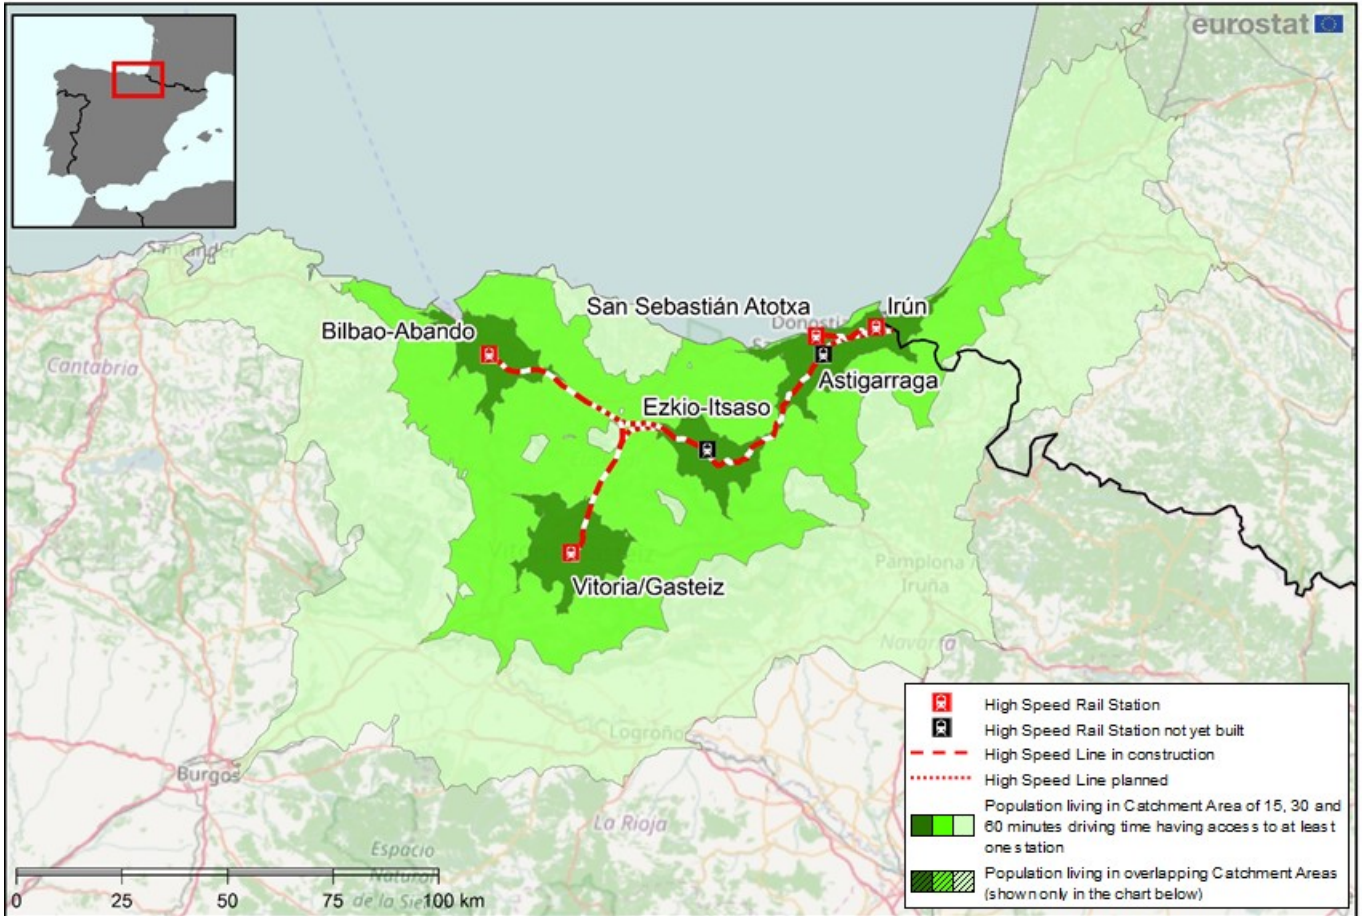 eurostat
Santander
San Sebastián Atotxa
Irún
Bilbao-Abando
Cantabria
Astigarraga
Ezkio-Itsaso
Vitoria/Gasteiz
Pamplona /
Iruña
Navarra
Logroño
Burgos
La Rioja
Espacio
Natural
de la Sie
0 25 50 75 100 km
High Speed Rail Station
High Speed Rail Station not yet built
High Speed Line in construction
High Speed Line planned
Population living in Catchment Area of 15, 30 and
60 minutes driving time having access to at least
one station
Population living in overlapping Catchment Areas
(shown only in the chart below)